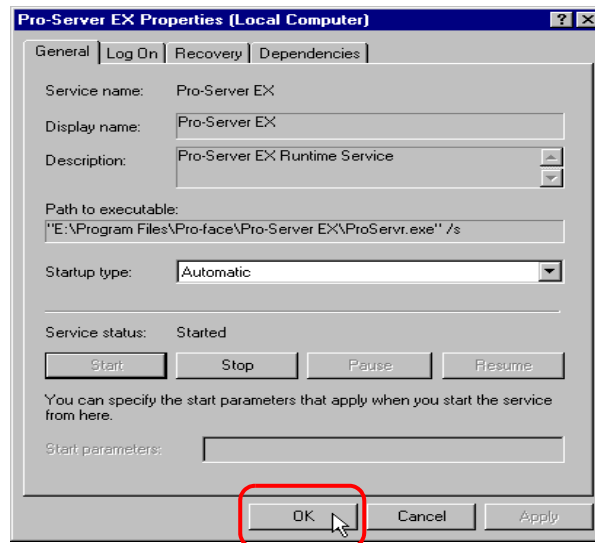 Pro-Server EX Properties (Local Computer)
General Log On Recovery Dependencies
Service name: Pro-Server EX
Display name: Pro-Server EX
Description: Pro-Server EX Runtime Service
Path to executable:
"E:\Program Files\Pro-face\Pro-Server EX\ProServr.exe" /s
Startup type: Automatic
Service status: Started
Start Stop Pause Resume
You can specify the start parameters that apply when you start the service
from here.
Start parameters:
OK Cancel Apply